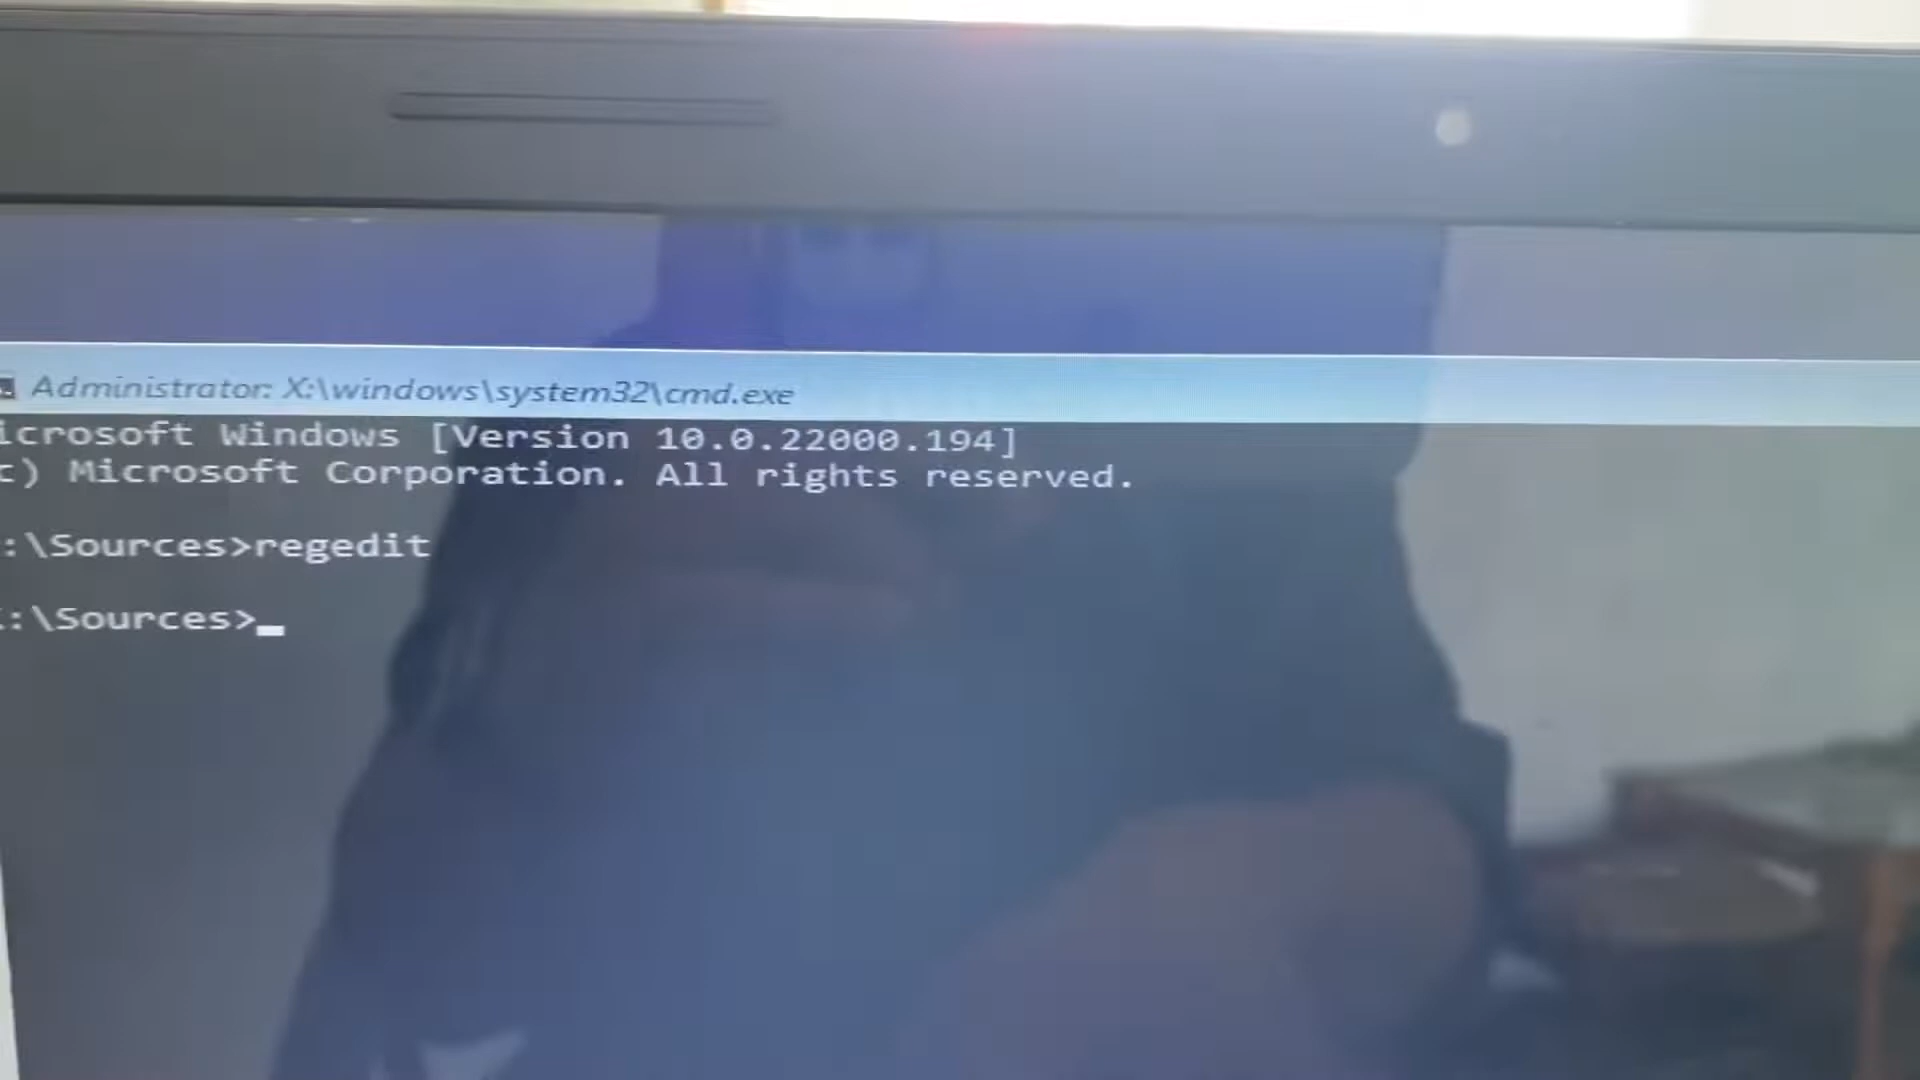 Administrator: X:\windows\system32\cmd.exe
icrosoft Windows [Version 10.0.22000.194]
c) Microsoft Corporation. All rights reserved.
:\Sources>regedit
:\Sources>